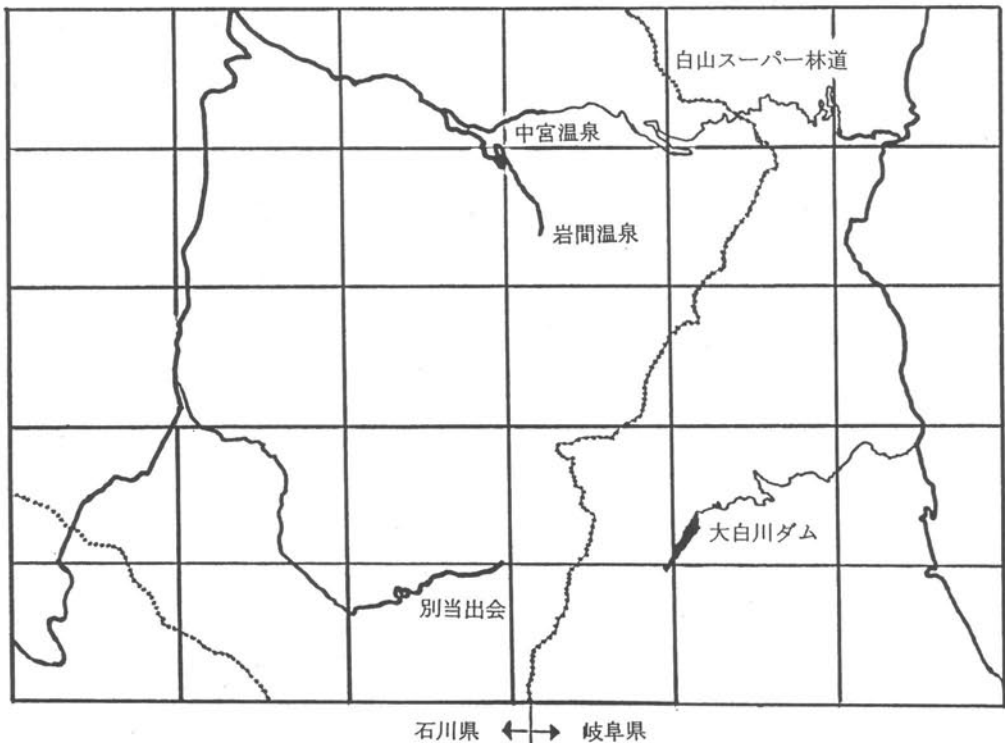 白山スーパー林道
中宮温泉
岩間温泉
大白川ダム
別当出会
石川県 ←→ 岐阜県